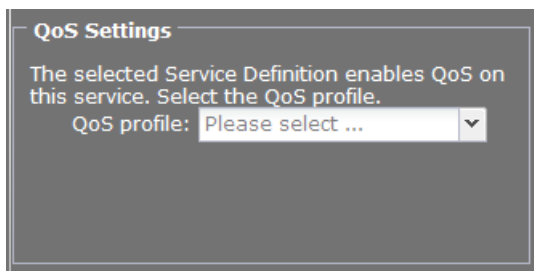 QoS Settings
The selected Service Definition enables QoS on
this service. Select the QoS profile.
QoS profile: Please select ...